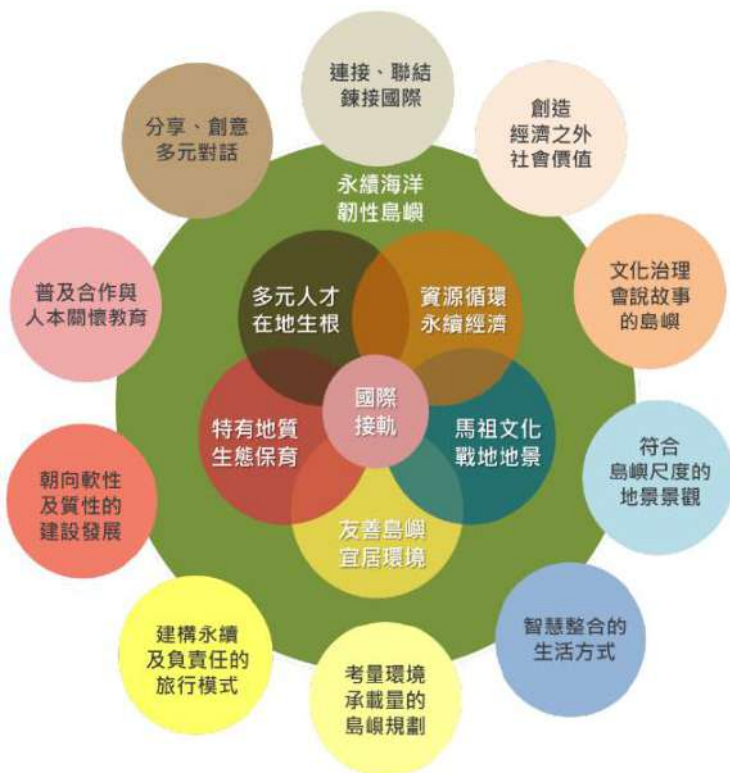 連接、聯結
鍊接國際
創造
經濟之外
社會價值
分享、創意
多元對話
永續海洋
韌性島嶼
普及合作與
人本關懷教育
多元人才
在地生根
資源循環
永續經濟
文化治理
會說故事
的島嶼
國際
接軌
特有地質
生態保育
馬祖文化
戰地地景
朝向軟性
及質性的
建設發展
符合
島嶼尺度的
地景景觀
友善島嶼
宜居環境
建構永續
及負責任的
旅行模式
智慧整合的
生活方式
考量環境
承載量的
島嶼規劃